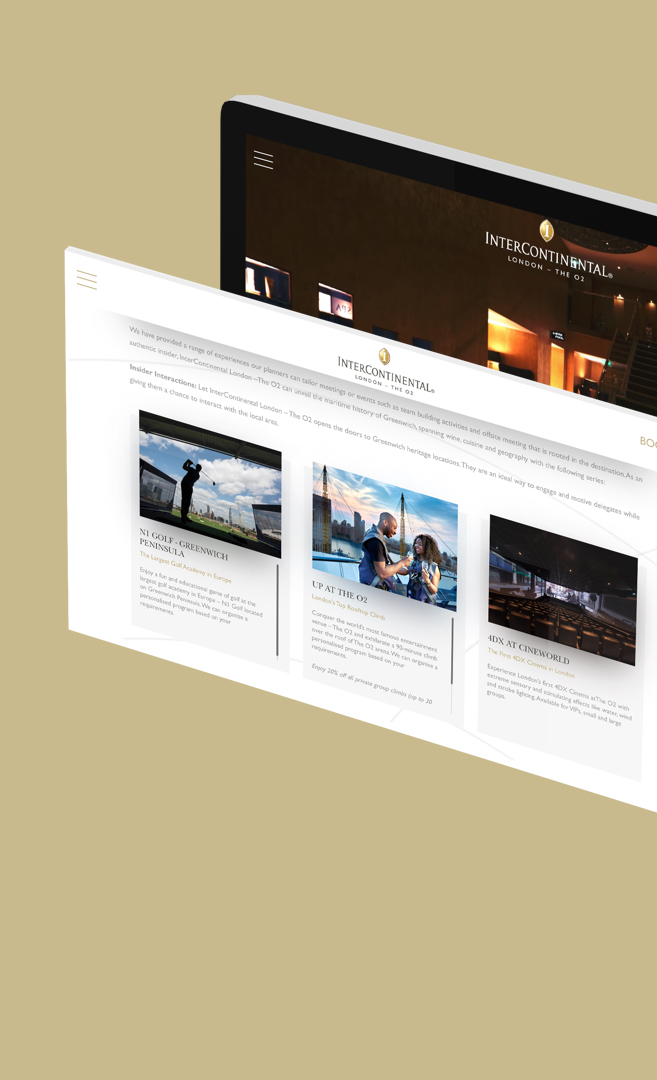 INTERCONTINENTAL®
LONDON – THE O2
INTERCONTINENTAL®
LONDON – THE O2
BOO
We have provided a range of experiences our planners can tailor meetings or events such as team building activities and offsite meeting that is rooted in the destination. As an
authentic insider, InterContinental London –The O2 can unveil the maritime history of Greenwich, spanning wine, cuisine and geography with the following series:
Insider Interactions: Let InterContinental London – The O2 opens the doors to Greenwich heritage locations. They are an ideal way to engage and motive delegates while
giving them a chance to interact with the local area.
N1 GOLF - GREENWICH
PENINSULA
The Largest Golf Academy in Europe
Enjoy a fun and educational game of golf at the
largest golf academy in Europe – N1 Golf located
on Greenwich Peninsula. We can organise a
personalised program based on your
requirements.
UP AT THE O2
London's Top Rooftop Climb
Conquer the world's most famous entertainment
venue – The O2 and exhilarate a 90-minute climb
over the roof of The O2 arena. We can organise a
personalised program based on your
requirements.
Enjoy 20% off all private group climbs (up to 30
4DX AT CINEWORLD
The First 4DX Cinema in London
Experience London's first 4DX Cinema at The O2 with
extreme sensory and stimulating effects like water, wind
and strobe lighting. Available for VIPs, small and large
groups.